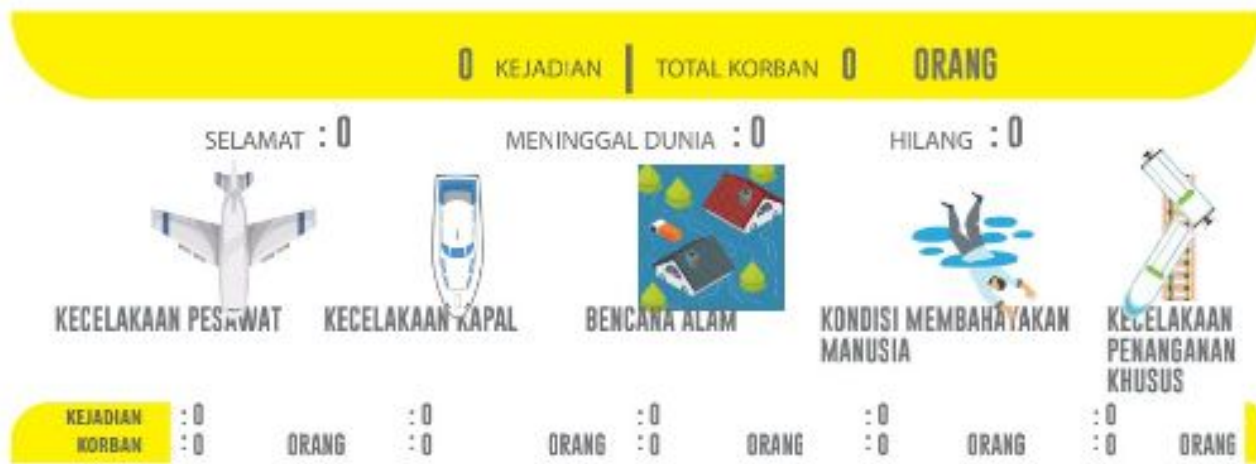 0 KEJADIAN | TOTAL KORBAN 0 ORANG
SELAMAT : 0 MENINGGAL DUNIA : 0 HILANG : 0
KECELAKAAN PESAWAT KECELAKAAN KAPAL BENCANA ALAM KONDISI MEMBAHAYAKAN KECELAKAAN
MANUSIA PENANGANAN
KHUSUS
KEJADIAN : 0 : 0 : 0 : 0 : 0
KORBAN : 0 ORANG : 0 ORANG : 0 ORANG : 0 ORANG : 0 ORANG